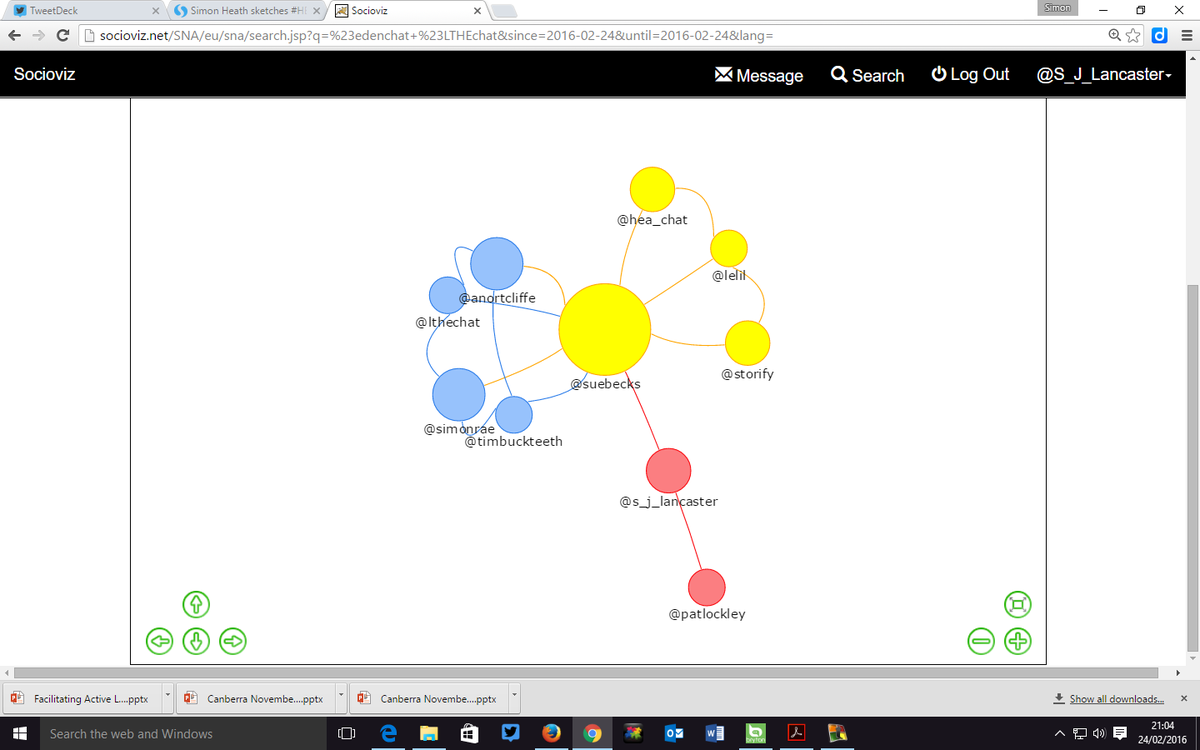 TweetDeck
Simon Heath sketches #H
Socioviz
Simon
socioviz.net/SNA/eu/sna/search.jsp?q=%23edenchat+%23LTHEchat&since=2016-02-24&until=2016-02-24&lang=
Socioviz
Message
Search
Log Out
@S_J_Lancaster
@hea_chat
@lelil
@anortcliffe
@lthechat
@storify
@suebecks
@simonrae
@timbuckteeth
@s_j_lancaster
@patlockley
Facilitating Active L....pptx
Canberra Novembe....pptx
Canberra Novembe....pptx
Show all downloads...
Search the web and Windows
21:04
24/02/2016